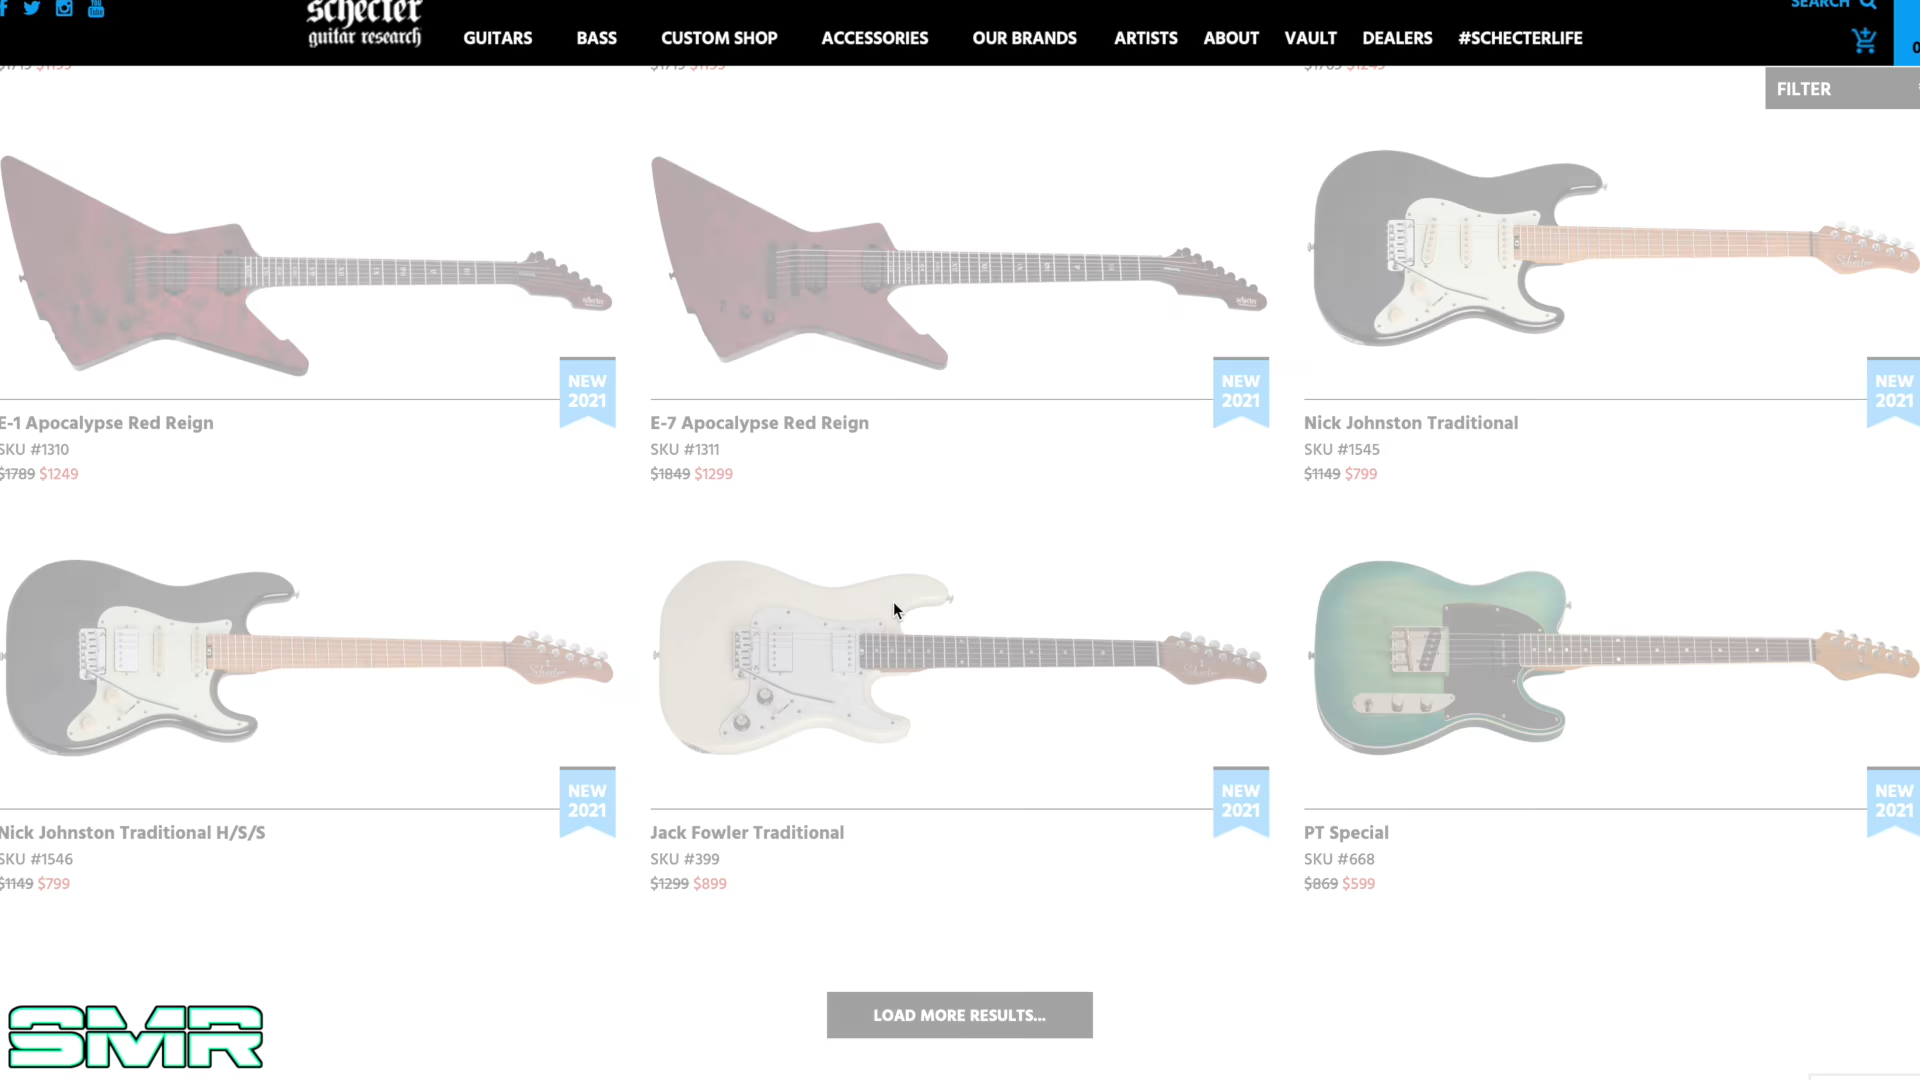 SEARCH
schecter
guitar research
GUITARS BASS CUSTOM SHOP ACCESSORIES OUR BRANDS ARTISTS ABOUT VAULT DEALERS #SCHECTERLIFE
FILTER
NEW
2021
NEW
2021
NEW
2021
E-1 Apocalypse Red Reign
SKU #1310
$1789 $1249
E-7 Apocalypse Red Reign
SKU #1311
$1849 $1299
Nick Johnston Traditional
SKU #1545
$1149 $799
NEW
2021
NEW
2021
NEW
2021
Nick Johnston Traditional H/S/S
SKU #1546
$1149 $799
Jack Fowler Traditional
SKU #399
$1299 $899
PT Special
SKU #668
$869 $599
LOAD MORE RESULTS...
SMR